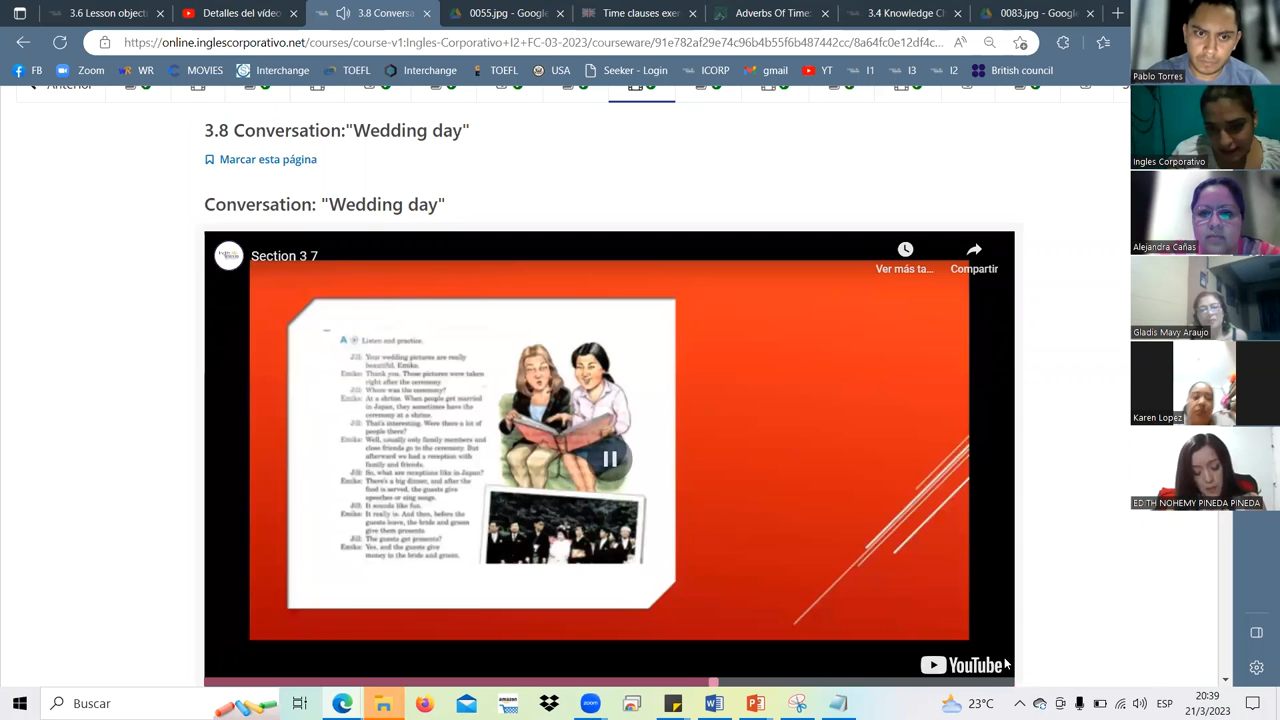 3.6 Lesson object
Detalles del vídeo
3.8 Conversation
0055.jpg - Google
Time clauses exe
Adverbs Of Time
3.4 Knowledge Cl
0083.jpg - Google
https://online.inglescorporativo.net/courses/course-v1:Ingles-Corporativo+I2+FC-03-2023/courseware/91e782af29e74c96b4b55f6b487442cc/8a64fc0e12df4c...
FB Zoom WR MOVIES Interchange TOEFL Interchange TOEFL USA Seeker - Login ICORP gmail YT I1 I3 I2 British council
Anterior
3.8 Conversation:"Wedding day"
Marcar esta página
Conversation: "Wedding day"
Section 3 7
Ver más ta...
Compartir
A Listen and practice.
Jill: Your wedding pictures are really
beautiful, Emiko.
Emiko: Thank you. Those pictures were taken
right after the ceremony.
Jill: Where was the ceremony?
Emiko: At a shrine. When people get married
in Japan, they sometimes have the
ceremony at a shrine.
Jill: That's interesting. Were there a lot of
people there?
Emiko: Well, usually only family members and
close friends go to the ceremony. But
afterward we had a reception with
family and friends.
Jill: So, what are receptions like in Japan?
Emiko: There's a big dinner, and after the
food is served, the guests give
speeches or sing songs.
Jill: It sounds like fun.
Emiko: It really is. And then, before the
guests leave, the bride and groom
give them presents.
Jill: The guests get presents?
Emiko: Yes, and the guests give
money to the bride and groom.
YouTube
Pablo Torres
Ingles Corporativo
Alejandra Cañas
Gladis Mavy Araujo
Karen Lopez
EDITH NOHEMY PINEDA PINEDA
Buscar
amazon
zoom
23°C
ESP
20:39
21/3/2023